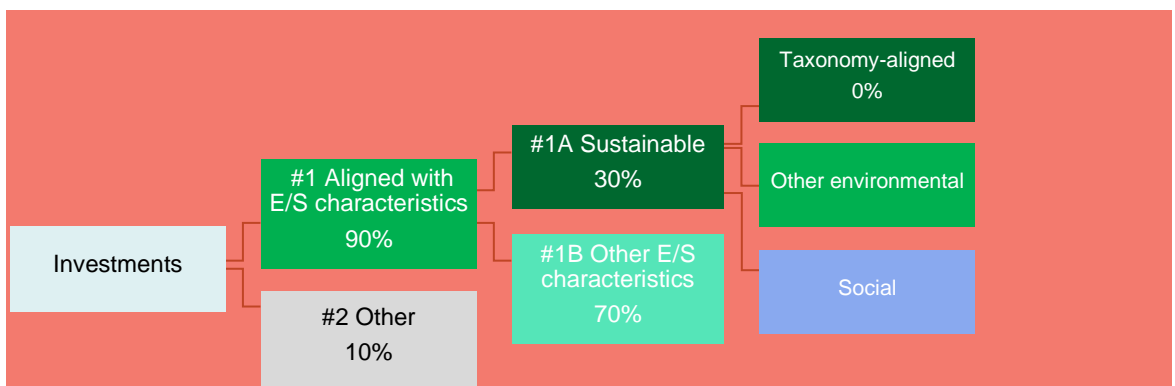 Investments
#1 Aligned with
E/S characteristics
90%
#2 Other
10%
#1A Sustainable
30%
#1B Other E/S
characteristics
70%
Taxonomy-aligned
0%
Other environmental
Social